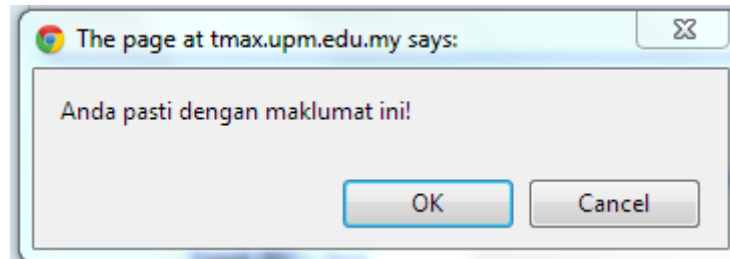 The page at tmax.upm.edu.my says:
Anda pasti dengan maklumat ini!
OK
Cancel